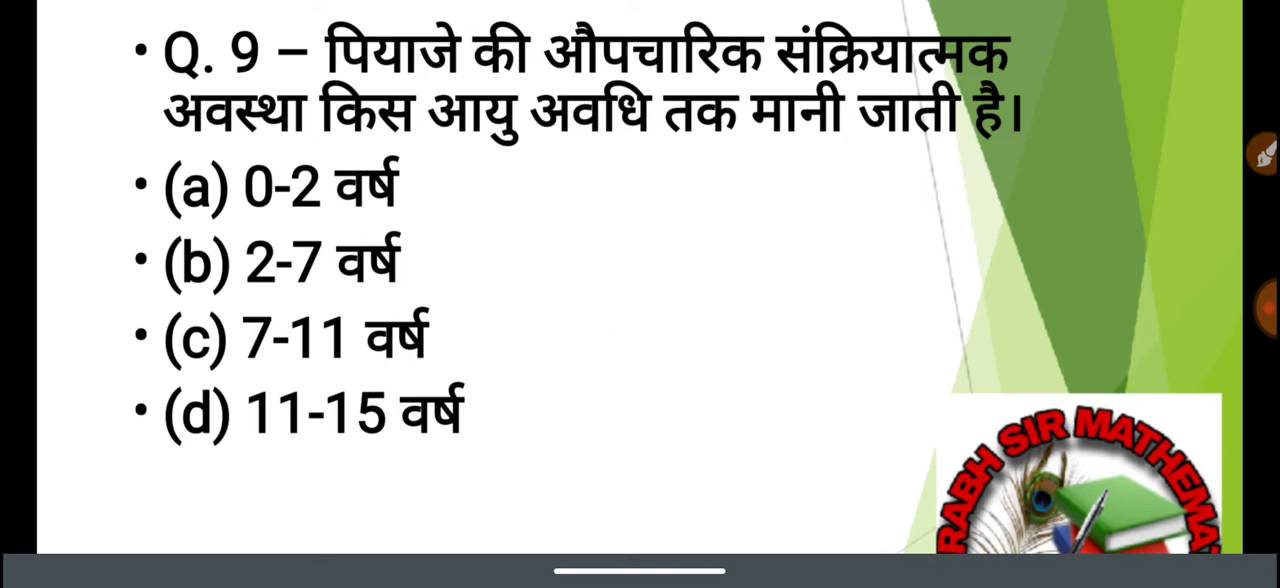 • Q. 9 – पियाजे की औपचारिक संक्रियात्मक
अवस्था किस आयु अवधि तक मानी जाती है।
• (a) 0-2 वर्ष
• (b) 2-7 वर्ष
• (c) 7-11 वर्ष
• (d) 11-15 वर्ष
SIR